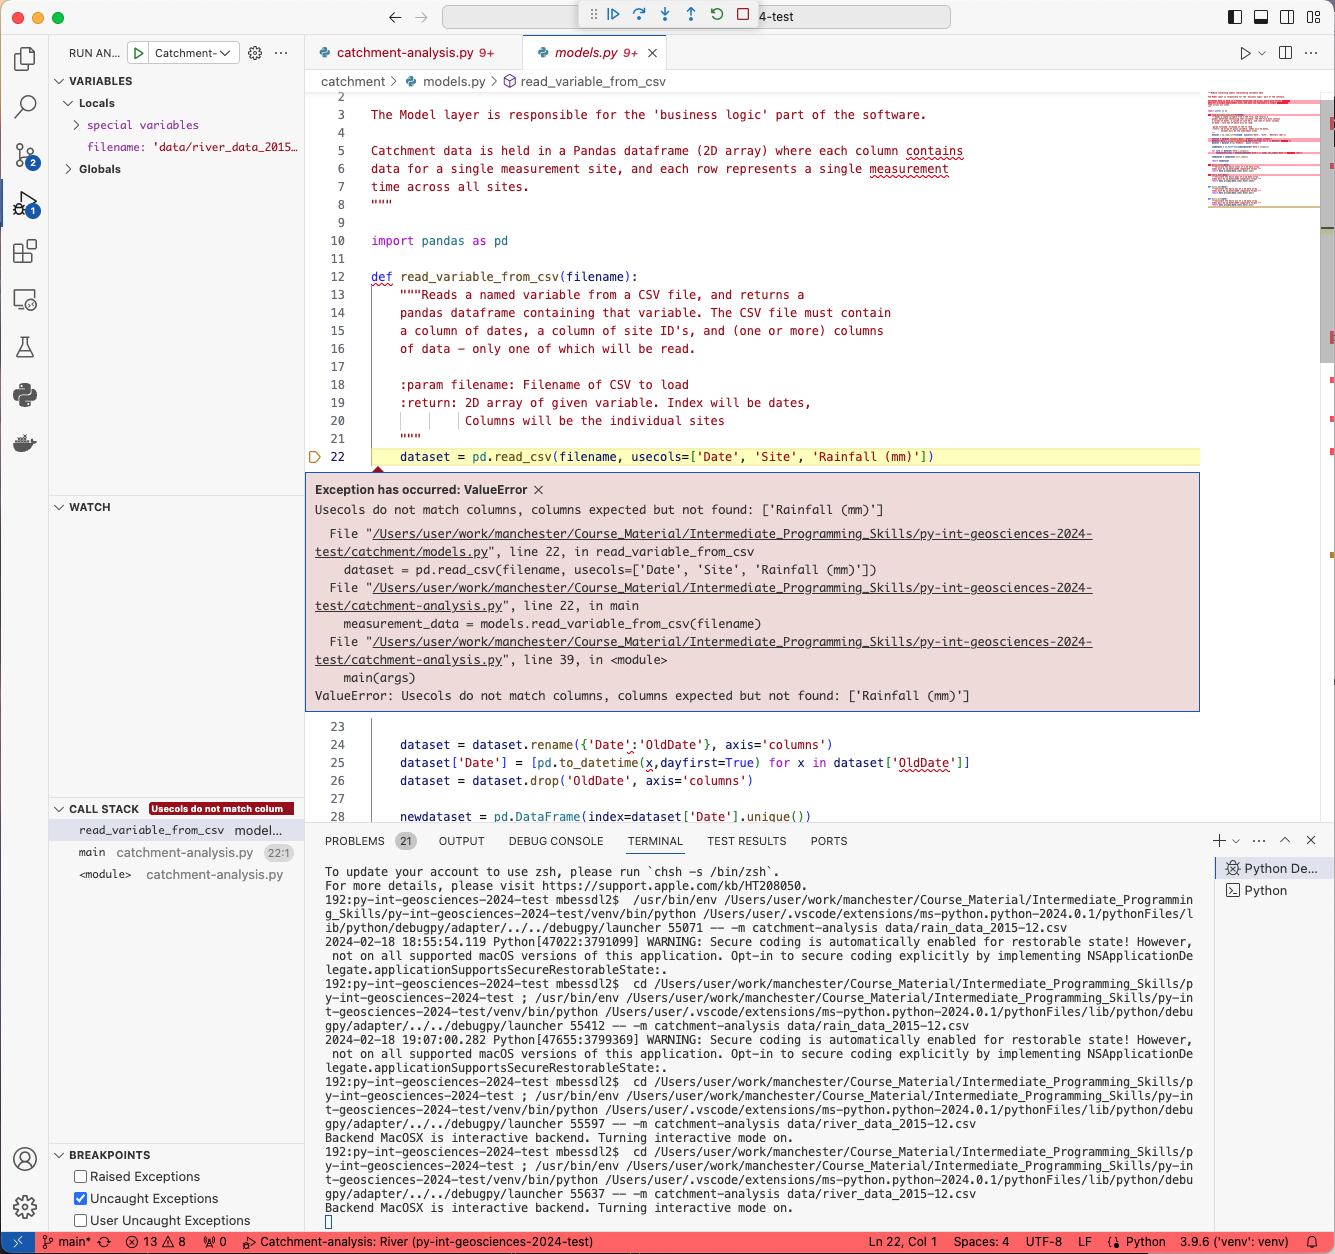 4-test
RUN AN...
Catchment-
catchment-analysis.py 9+
models.py 9+
VARIABLES
Locals
special variables
filename: 'data/river_data_2015…
Globals
2
1
WATCH
CALL STACK
Usecols do not match colum
read_variable_from_csv model...
main catchment-analysis.py 22:1
<module> catchment-analysis.py
BREAKPOINTS
Raised Exceptions
Uncaught Exceptions
User Uncaught Exceptions
catchment > models.py > read_variable_from_csv
2
3 The Model layer is responsible for the 'business logic' part of the software.
4
5 Catchment data is held in a Pandas dataframe (2D array) where each column contains
6 data for a single measurement site, and each row represents a single measurement
7 time across all sites.
8 """
9
10 import pandas as pd
11
12 def read_variable_from_csv(filename):
13 """Reads a named variable from a CSV file, and returns a
14 pandas dataframe containing that variable. The CSV file must contain
15 a column of dates, a column of site ID's, and (one or more) columns
16 of data - only one of which will be read.
17
18 :param filename: Filename of CSV to load
19 :return: 2D array of given variable. Index will be dates,
20 Columns will be the individual sites
21 """
22 dataset = pd.read_csv(filename, usecols=['Date', 'Site', 'Rainfall (mm)'])
Exception has occurred: ValueError
Usecols do not match columns, columns expected but not found: ['Rainfall (mm)']
File "/Users/user/work/manchester/Course_Material/Intermediate_Programming_Skills/py-int-geosciences-2024-
test/catchment/models.py", line 22, in read_variable_from_csv
dataset = pd.read_csv(filename, usecols=['Date', 'Site', 'Rainfall (mm)'])
File "/Users/user/work/manchester/Course_Material/Intermediate_Programming_Skills/py-int-geosciences-2024-
test/catchment-analysis.py", line 22, in main
measurement_data = models.read_variable_from_csv(filename)
File "/Users/user/work/manchester/Course_Material/Intermediate_Programming_Skills/py-int-geosciences-2024-
test/catchment-analysis.py", line 39, in <module>
main(args)
ValueError: Usecols do not match columns, columns expected but not found: ['Rainfall (mm)']
23
24 dataset = dataset.rename({'Date':'OldDate'}, axis='columns')
25 dataset['Date'] = [pd.to_datetime(x,dayfirst=True) for x in dataset['OldDate']]
26 dataset = dataset.drop('OldDate', axis='columns')
27
28 newdataset = pd.DataFrame(index=dataset['Date'].unique())
PROBLEMS 21 OUTPUT DEBUG CONSOLE TERMINAL TEST RESULTS PORTS
Python De...
Python
To update your account to use zsh, please run `chsh -s /bin/zsh`.
For more details, please visit https://support.apple.com/kb/HT208050.
192:py-int-geosciences-2024-test mbessdl2$ /usr/bin/env /Users/user/work/manchester/Course_Material/Intermediate_Programmin
g_Skills/py-int-geosciences-2024-test/venv/bin/python /Users/user/.vscode/extensions/ms-python.python-2024.0.1/pythonFiles/l
ib/python/debugpy/adapter/../../debugpy/launcher 55071 -- -m catchment-analysis data/rain_data_2015-12.csv
2024-02-18 18:55:54.119 Python[47022:3791099] WARNING: Secure coding is automatically enabled for restorable state! However,
not on all supported macOS versions of this application. Opt-in to secure coding explicitly by implementing NSApplicationDe
legate.applicationSupportsSecureRestorableState:.
192:py-int-geosciences-2024-test mbessdl2$ cd /Users/user/work/manchester/Course_Material/Intermediate_Programming_Skills/p
y-int-geosciences-2024-test ; /usr/bin/env /Users/user/work/manchester/Course_Material/Intermediate_Programming_Skills/py-in
t-geosciences-2024-test/venv/bin/python /Users/user/.vscode/extensions/ms-python.python-2024.0.1/pythonFiles/lib/python/debu
gpy/adapter/../../debugpy/launcher 55412 -- -m catchment-analysis data/rain_data_2015-12.csv
2024-02-18 19:07:00.282 Python[47655:3799369] WARNING: Secure coding is automatically enabled for restorable state! However,
not on all supported macOS versions of this application. Opt-in to secure coding explicitly by implementing NSApplicationDe
legate.applicationSupportsSecureRestorableState:.
192:py-int-geosciences-2024-test mbessdl2$ cd /Users/user/work/manchester/Course_Material/Intermediate_Programming_Skills/p
y-int-geosciences-2024-test ; /usr/bin/env /Users/user/work/manchester/Course_Material/Intermediate_Programming_Skills/py-in
t-geosciences-2024-test/venv/bin/python /Users/user/.vscode/extensions/ms-python.python-2024.0.1/pythonFiles/lib/python/debu
gpy/adapter/../../debugpy/launcher 55597 -- -m catchment-analysis data/river_data_2015-12.csv
Backend MacOSX is interactive backend. Turning interactive mode on.
192:py-int-geosciences-2024-test mbessdl2$ cd /Users/user/work/manchester/Course_Material/Intermediate_Programming_Skills/p
y-int-geosciences-2024-test ; /usr/bin/env /Users/user/work/manchester/Course_Material/Intermediate_Programming_Skills/py-in
t-geosciences-2024-test/venv/bin/python /Users/user/.vscode/extensions/ms-python.python-2024.0.1/pythonFiles/lib/python/debu
gpy/adapter/../../debugpy/launcher 55637 -- -m catchment-analysis data/river_data_2015-12.csv
Backend MacOSX is interactive backend. Turning interactive mode on.
main* 13 8 0 Catchment-analysis: River (py-int-geosciences-2024-test) Ln 22, Col 1 Spaces: 4 UTF-8 LF Python 3.9.6 ('venv': venv)